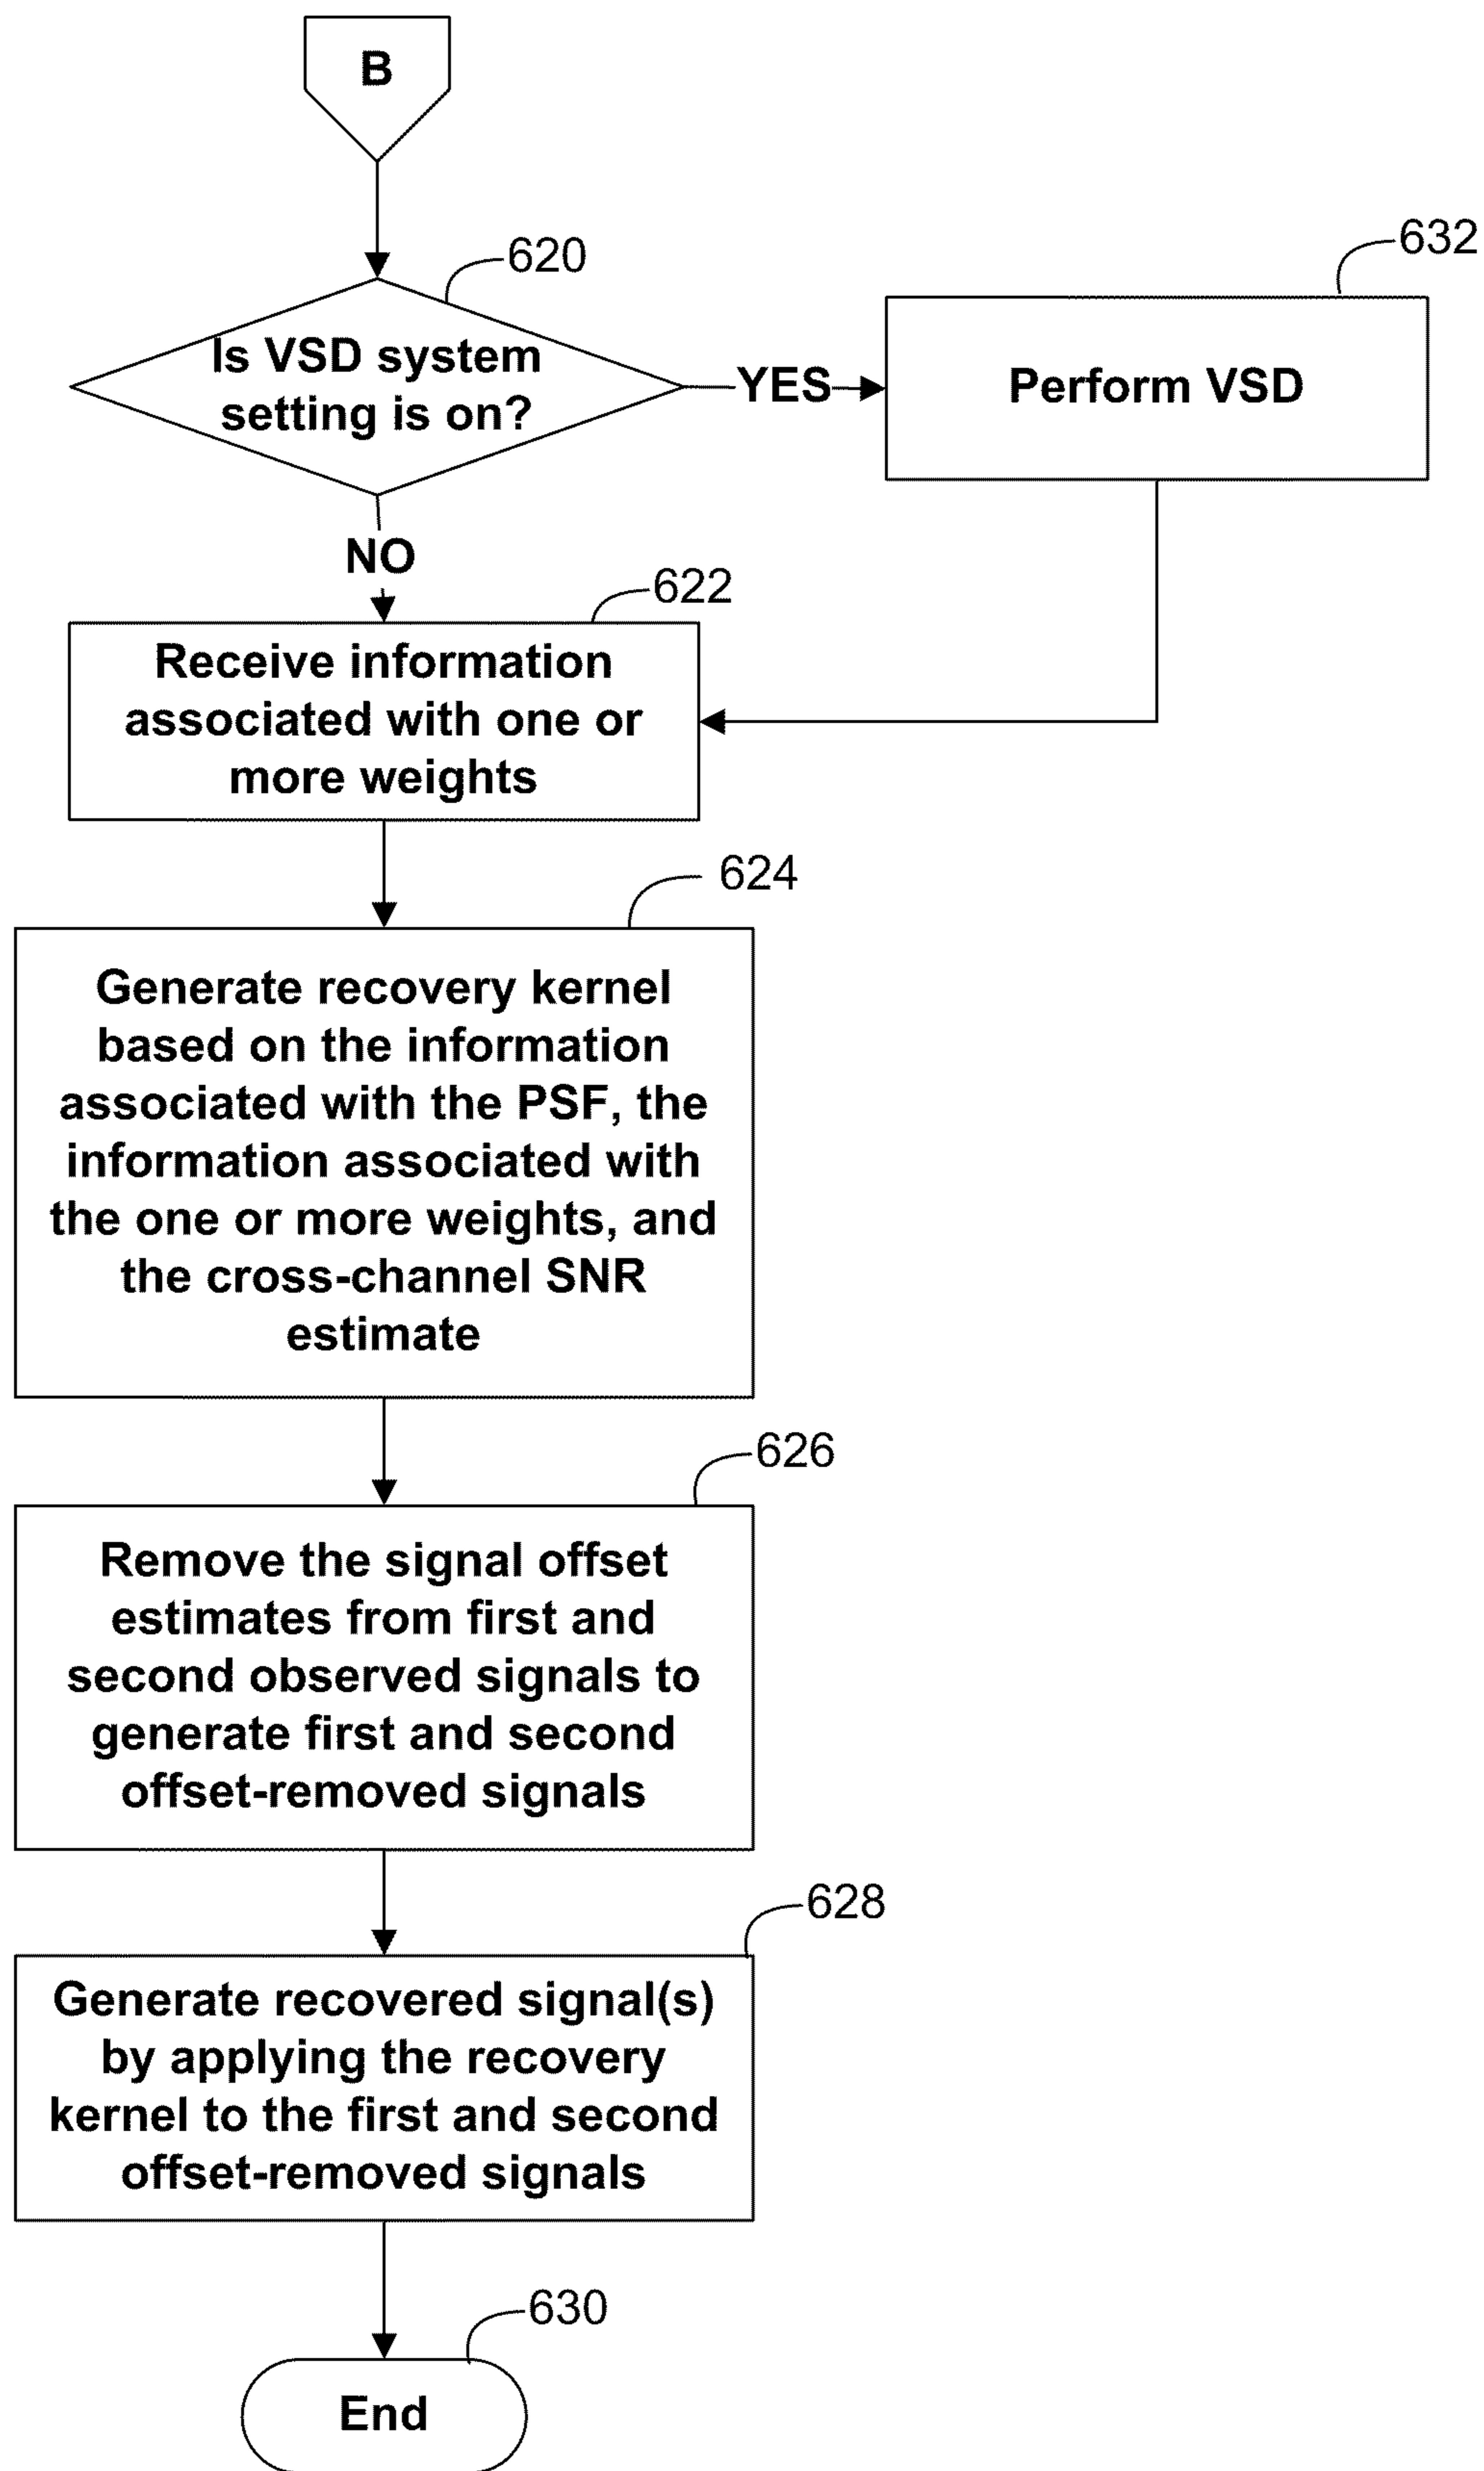 B
620
Is VSD system
setting is on?
YES
632
Perform VSD
NO
622
Receive information
associated with one or
more weights
624
Generate recovery kernel
based on the information
associated with the PSF, the
information associated with
the one or more weights, and
the cross-channel SNR
estimate
626
Remove the signal offset
estimates from first and
second observed signals to
generate first and second
offset-removed signals
628
Generate recovered signal(s)
by applying the recovery
kernel to the first and second
offset-removed signals
630
End